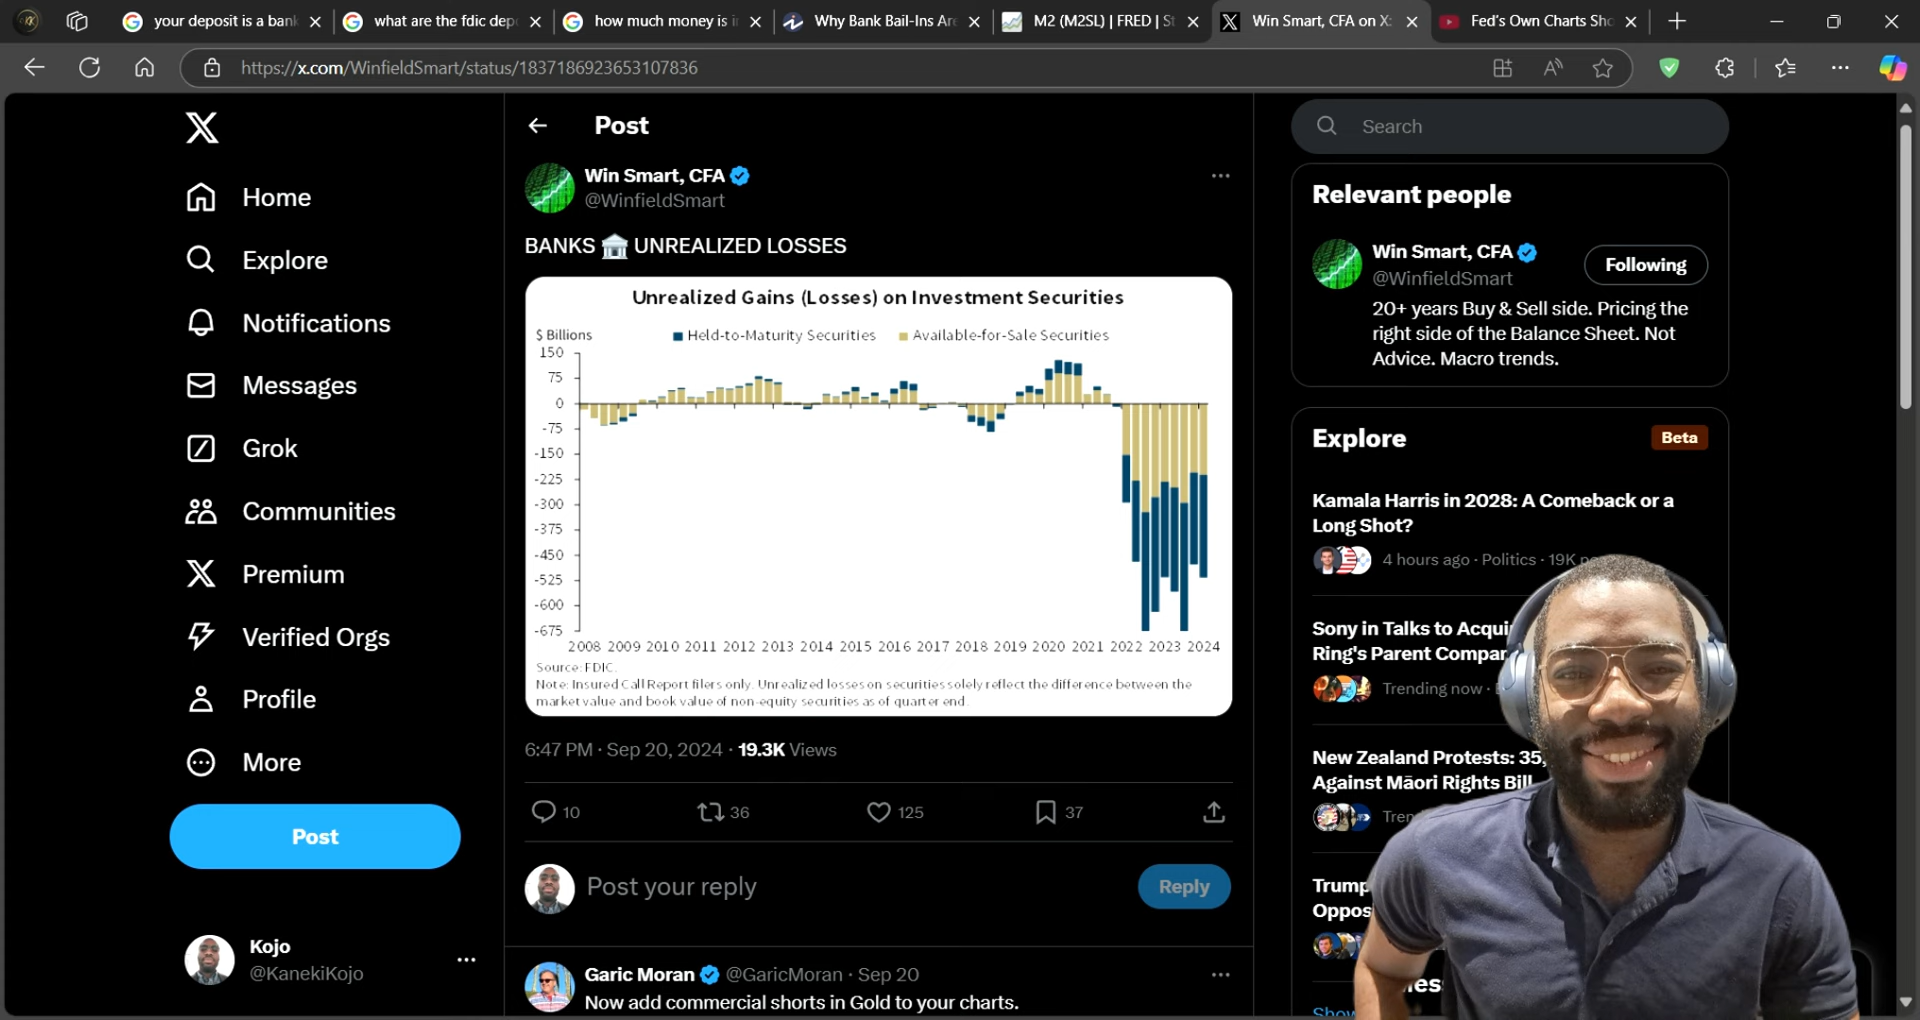 your deposit is a bank
what are the fdic dep
how much money is i
Why Bank Bail-Ins Are
M2 (M2SL) | FRED | St
Win Smart, CFA on X:
Fed's Own Charts Sho
https://x.com/WinfieldSmart/status/1837186923653107836
Home
Explore
Notifications
Messages
Grok
Communities
Premium
Verified Orgs
Profile
More
Post
Kojo
@KanekiKojo
Post
Win Smart, CFA
@WinfieldSmart
BANKS UNREALIZED LOSSES
Unrealized Gains (Losses) on Investment Securities
$ Billions
Held-to-Maturity Securities Available-for-Sale Securities
150
75
0
-75
-150
-225
-300
-375
-450
-525
-600
-675
2008 2009 2010 2011 2012 2013 2014 2015 2016 2017 2018 2019 2020 2021 2022 2023 2024
Source: FDIC.
Note: Insured Call Report filers only. Unrealized losses on securities solely reflect the difference between the
market value and book value of non-equity securities as of quarter end.
6:47 PM · Sep 20, 2024 · 19.3K Views
10 36 125 37
Post your reply
Reply
Garic Moran @GaricMoran · Sep 20
Now add commercial shorts in Gold to your charts.
Search
Relevant people
Win Smart, CFA
@WinfieldSmart
Following
20+ years Buy & Sell side. Pricing the
right side of the Balance Sheet. Not
Advice. Macro trends.
Explore
Beta
Kamala Harris in 2028: A Comeback or a
Long Shot?
4 hours ago · Politics · 19K
Sony in Talks to Acqui
Ring's Parent Compan
Trending now ·
New Zealand Protests: 35,
Against Māori Rights Bill
Tren
Trump
Oppos
Show